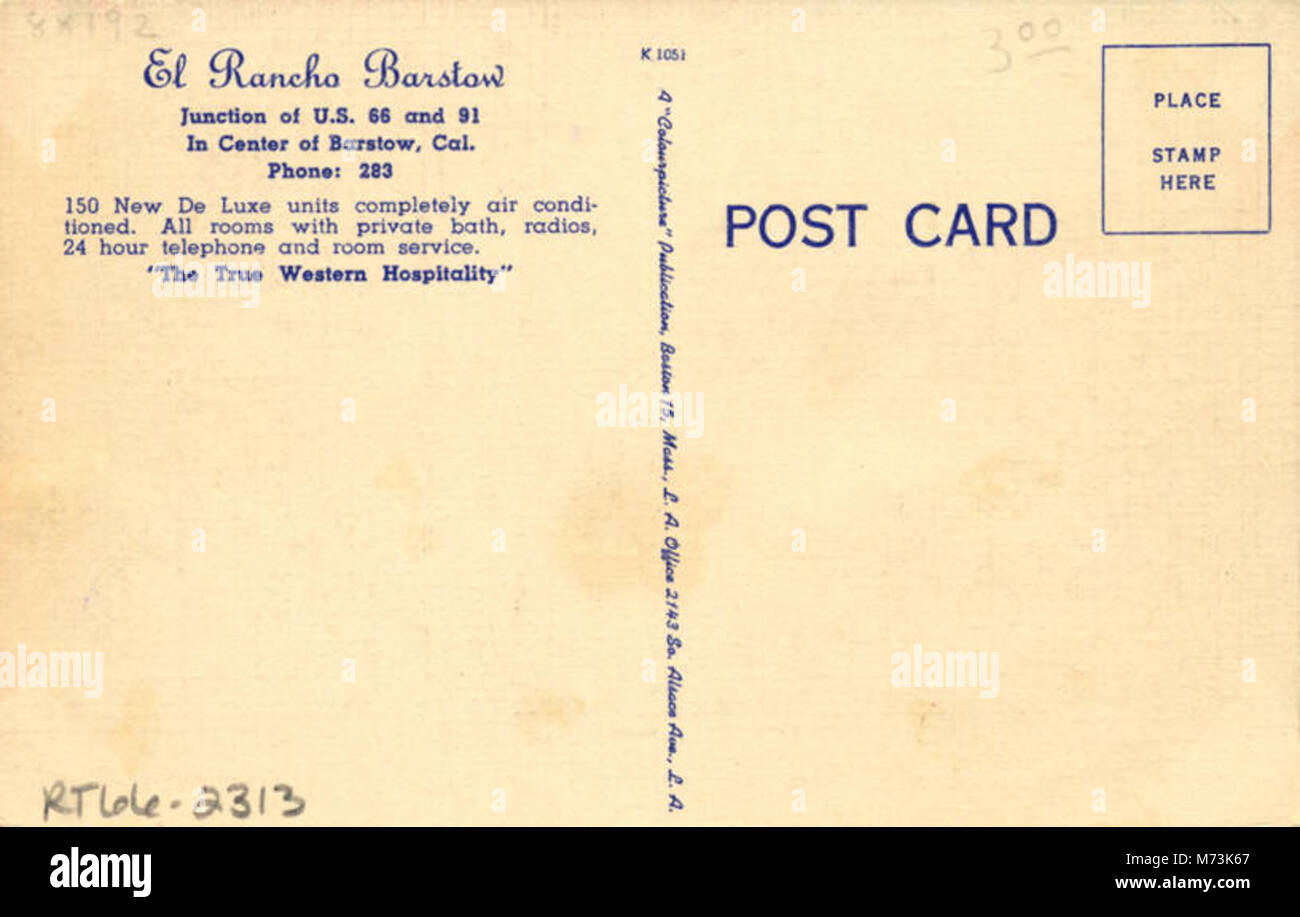 8X192
El Rancho Barstow
Junction of U.S. 66 and 91
In Center of Barstow, Cal.
Phone: 283
150 New De Luxe units completely air condi-
tioned. All rooms with private bath, radios,
24 hour telephone and room service.
"The True Western Hospitality"
K 1051
A "Colourpicture" Publication, Boston 15, Mass., L. A. Office 2143 So. Alsace Ave., L. A.
3 00
POST CARD
PLACE
STAMP
HERE
RT66-2313
alamy
a
Image ID: M73K67
www.alamy.com